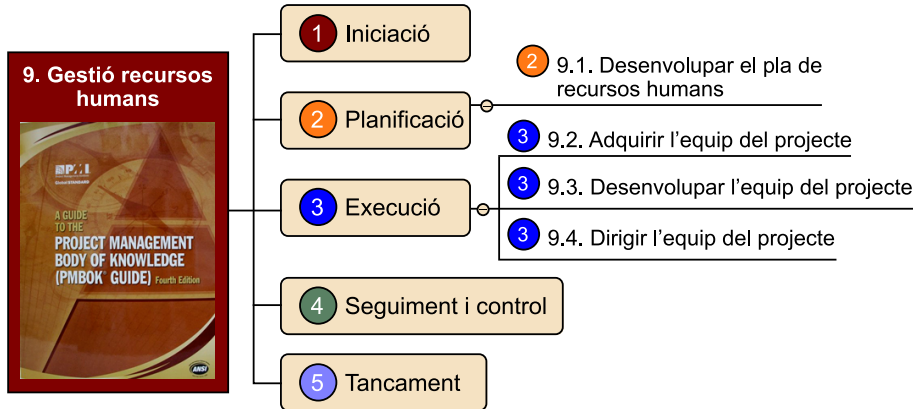 9. Gestió recursos
humans
PMI
A GUIDE
TO THE
PROJECT MANAGEMENT
BODY OF KNOWLEDGE
(PMBOK® GUIDE) Fourth Edition
ANSI
1 Iniciació
2 Planificació
2 9.1. Desenvolupar el pla de
recursos humans
3 Execució
3 9.2. Adquirir l’equip del projecte
3 9.3. Desenvolupar l’equip del projecte
3 9.4. Dirigir l’equip del projecte
4 Seguiment i control
5 Tancament